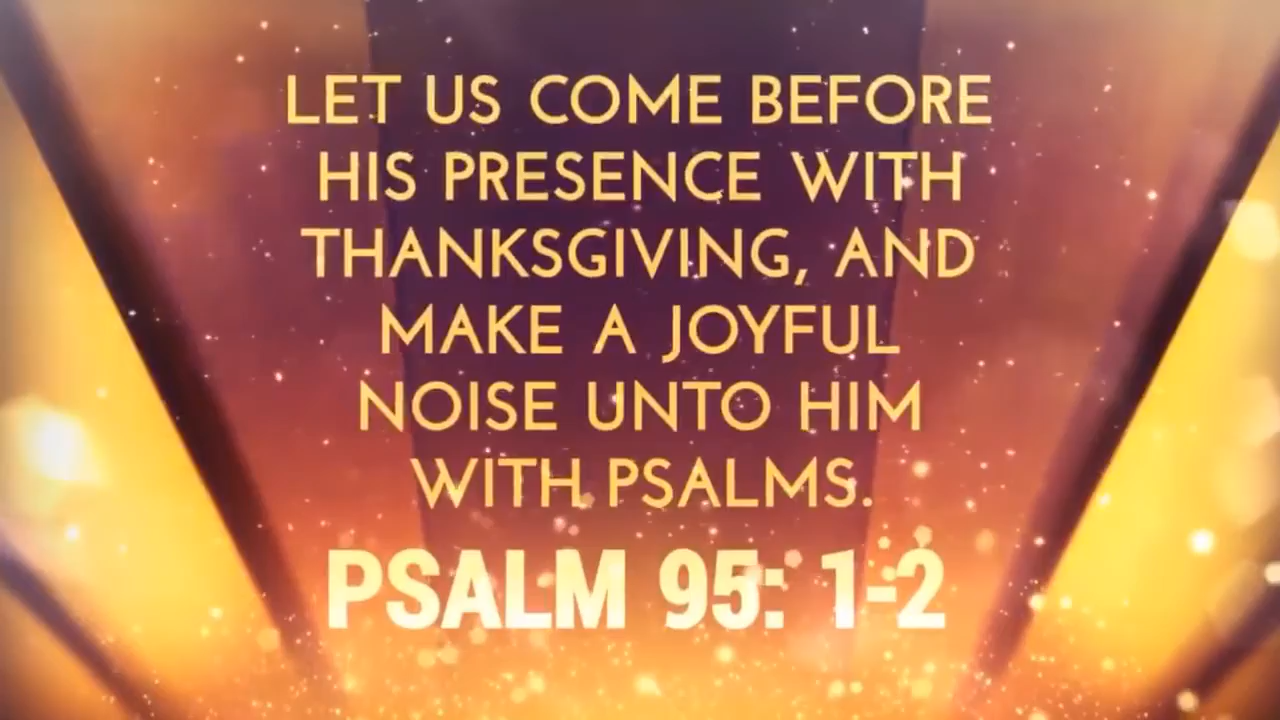 LET US COME BEFORE
HIS PRESENCE WITH
THANKSGIVING, AND
MAKE A JOYFUL
NOISE UNTO HIM
WITH PSALMS.
PSALM 95: 1-2